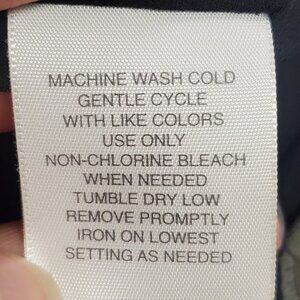 MACHINE WASH COLD
GENTLE CYCLE
WITH LIKE COLORS
USE ONLY
NON-CHLORINE BLEACH
WHEN NEEDED
TUMBLE DRY LOW
REMOVE PROMPTLY
IRON ON LOWEST
SETTING AS NEEDED